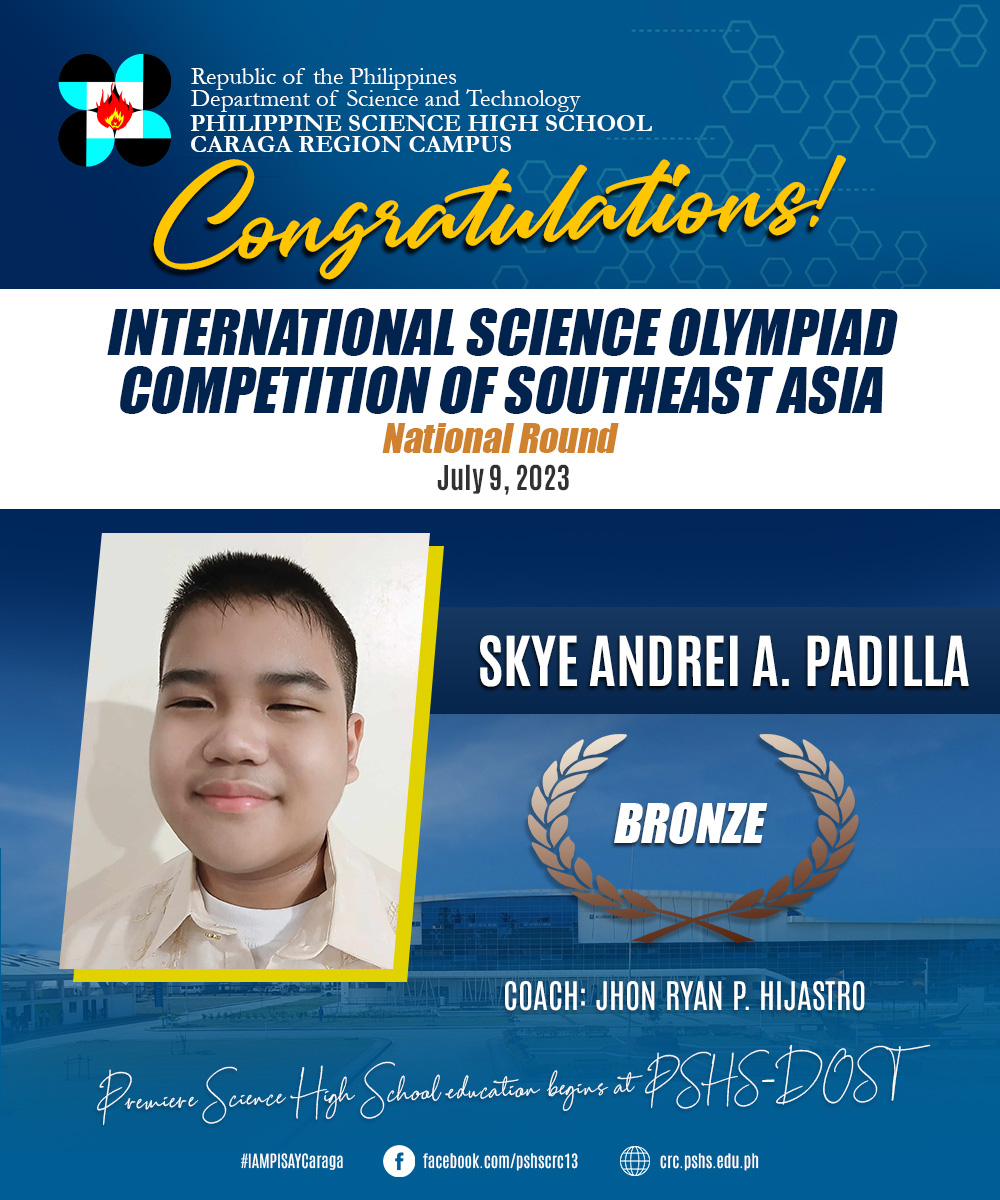 Republic of the Philippines
Department of Science and Technology
PHILIPPINE SCIENCE HIGH SCHOOL
CARAGA REGION CAMPUS
Congratulations!
INTERNATIONAL SCIENCE OLYMPIAD
COMPETITION OF SOUTHEAST ASIA
National Round
July 9, 2023
SKYE ANDREI A. PADILLA
BRONZE
COACH: JHON RYAN P. HIJASTRO
Premiere Science High School education begins at PSHS-DOST
#IAMPISAYCaraga
facebook.com/pshscrc13
crc.pshs.edu.ph